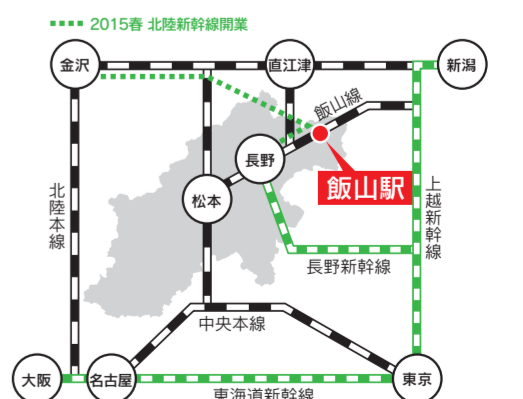 2015春 北陸新幹線開業
金沢
直江津
新潟
飯山線
長野
飯山駅
松本
北陸本線
上越新幹線
長野新幹線
中央本線
大阪
名古屋
東京
東海道新幹線